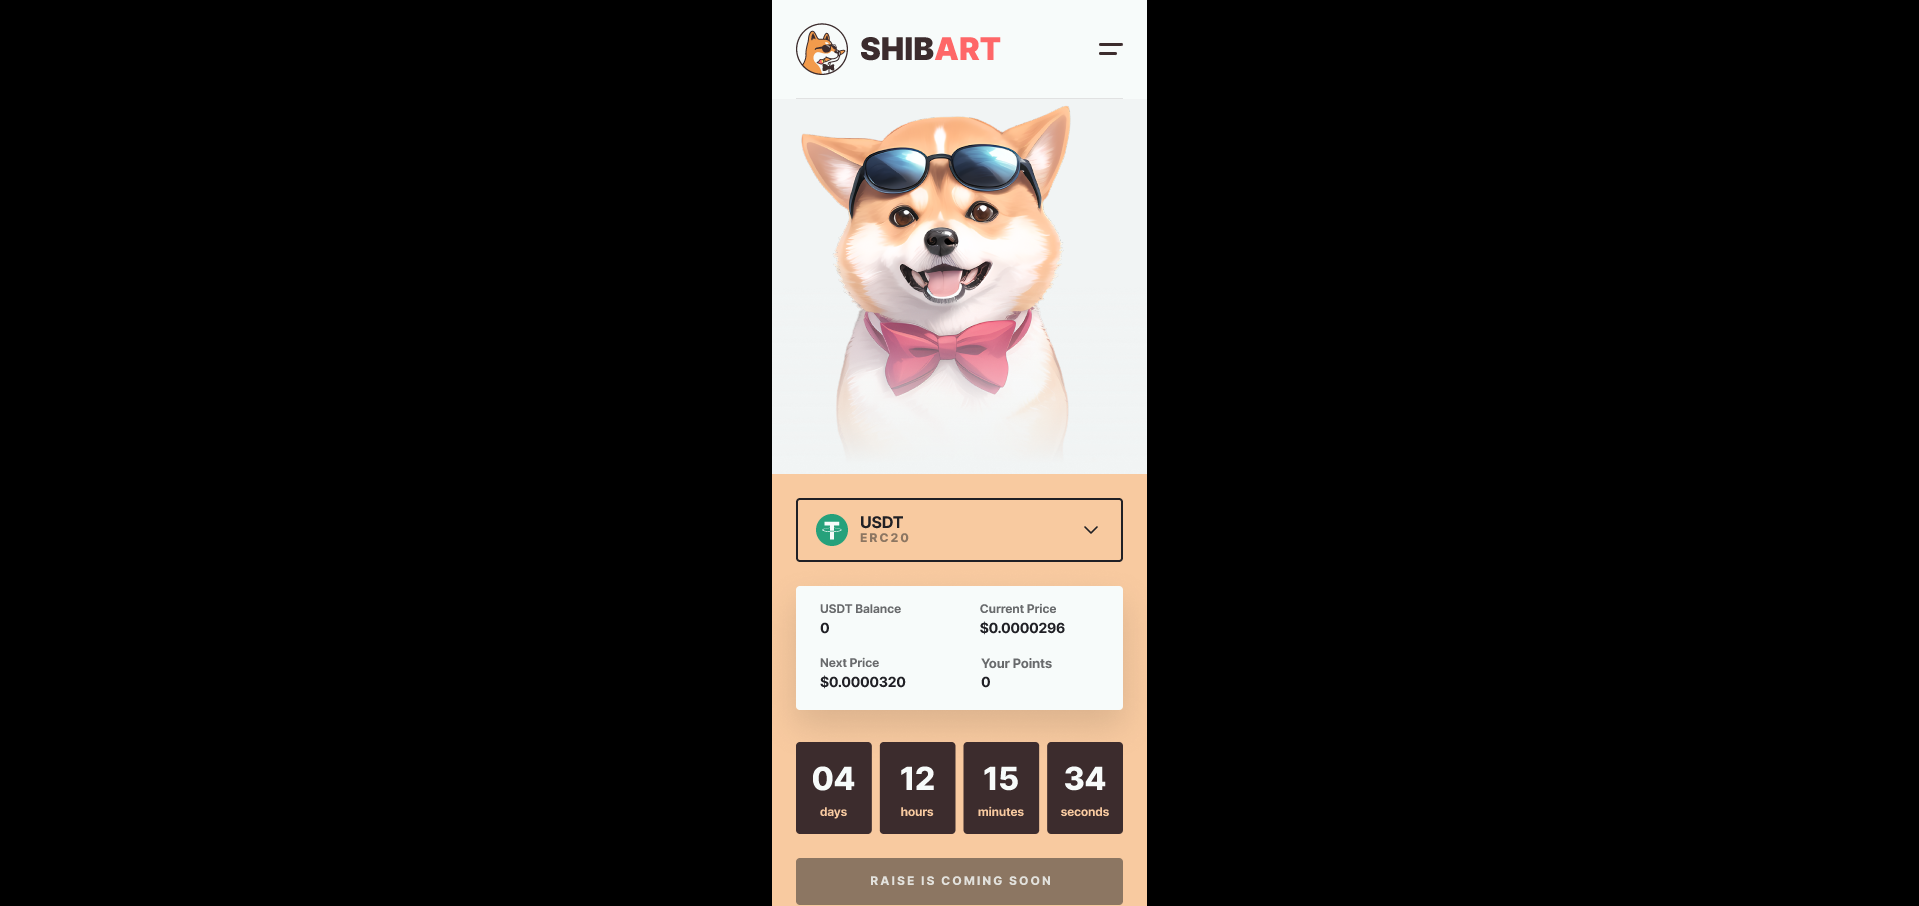 SHIBART
USDT
ERC20
USDT Balance
0
Current Price
$0.0000296
Next Price
$0.0000320
Your Points
0
04
days
12
hours
15
minutes
34
seconds
RAISE IS COMING SOON